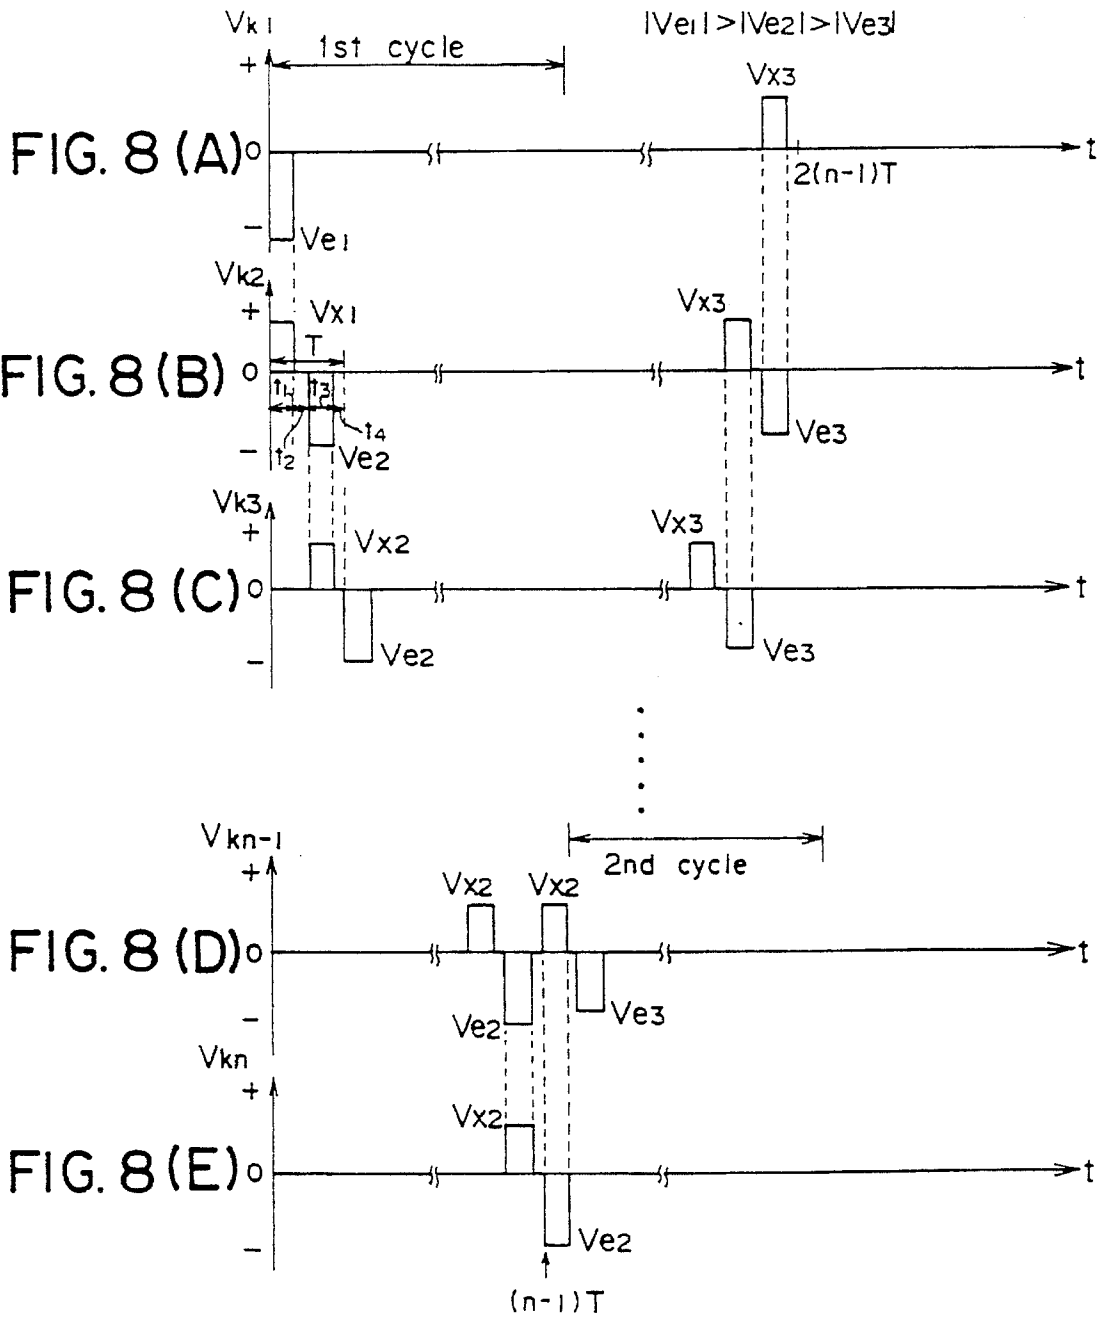 Vk1
|Ve1| > |Ve2| > |Ve3|
1st cycle
+
Vx3
FIG. 8 (A)
0
t
2(n-1)T
−
Ve1
Vk2
+
Vx1
Vx3
T
FIG. 8 (B)
0
t
t1
t3
t4
t2
−
Ve2
Ve3
Vk3
+
Vx2
Vx3
FIG. 8 (C)
0
t
−
Ve2
Ve3
Vkn-1
2nd cycle
+
Vx2
Vx2
FIG. 8 (D)
0
t
−
Ve2
Ve3
Vkn
+
Vx2
FIG. 8 (E)
0
t
−
Ve2
(n-1)T